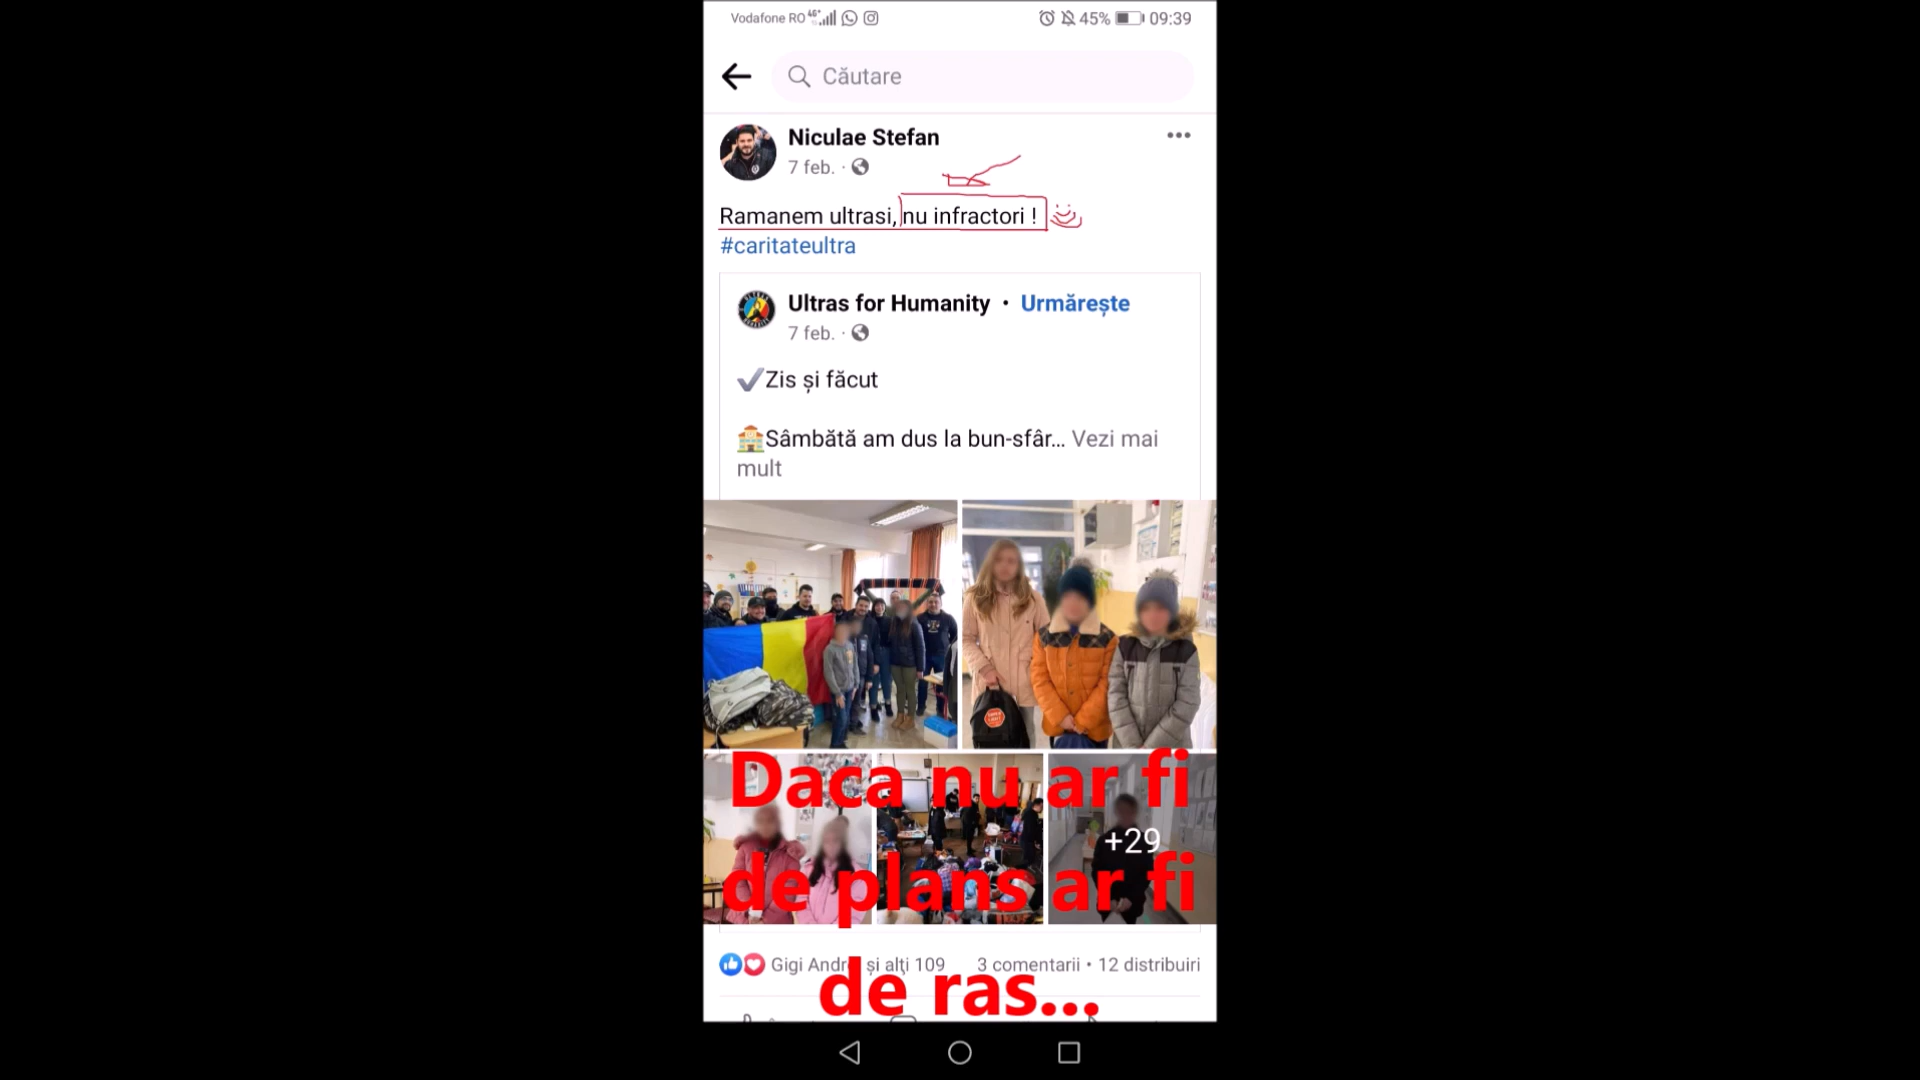 Vodafone RO 4G+ 45% 09:39
Căutare
Niculae Stefan
7 feb. ·
Ramanem ultrasi, nu infractori !
#caritateultra
Ultras for Humanity • Urmărește
7 feb. ·
Zis și făcut
Sâmbătă am dus la bun-sfâr... Vezi mai
mult
Daca nu ar fi
+29
de plans ar fi
Gigi Andr și alţi 109 3 comentarii • 12 distribuiri
de ras...